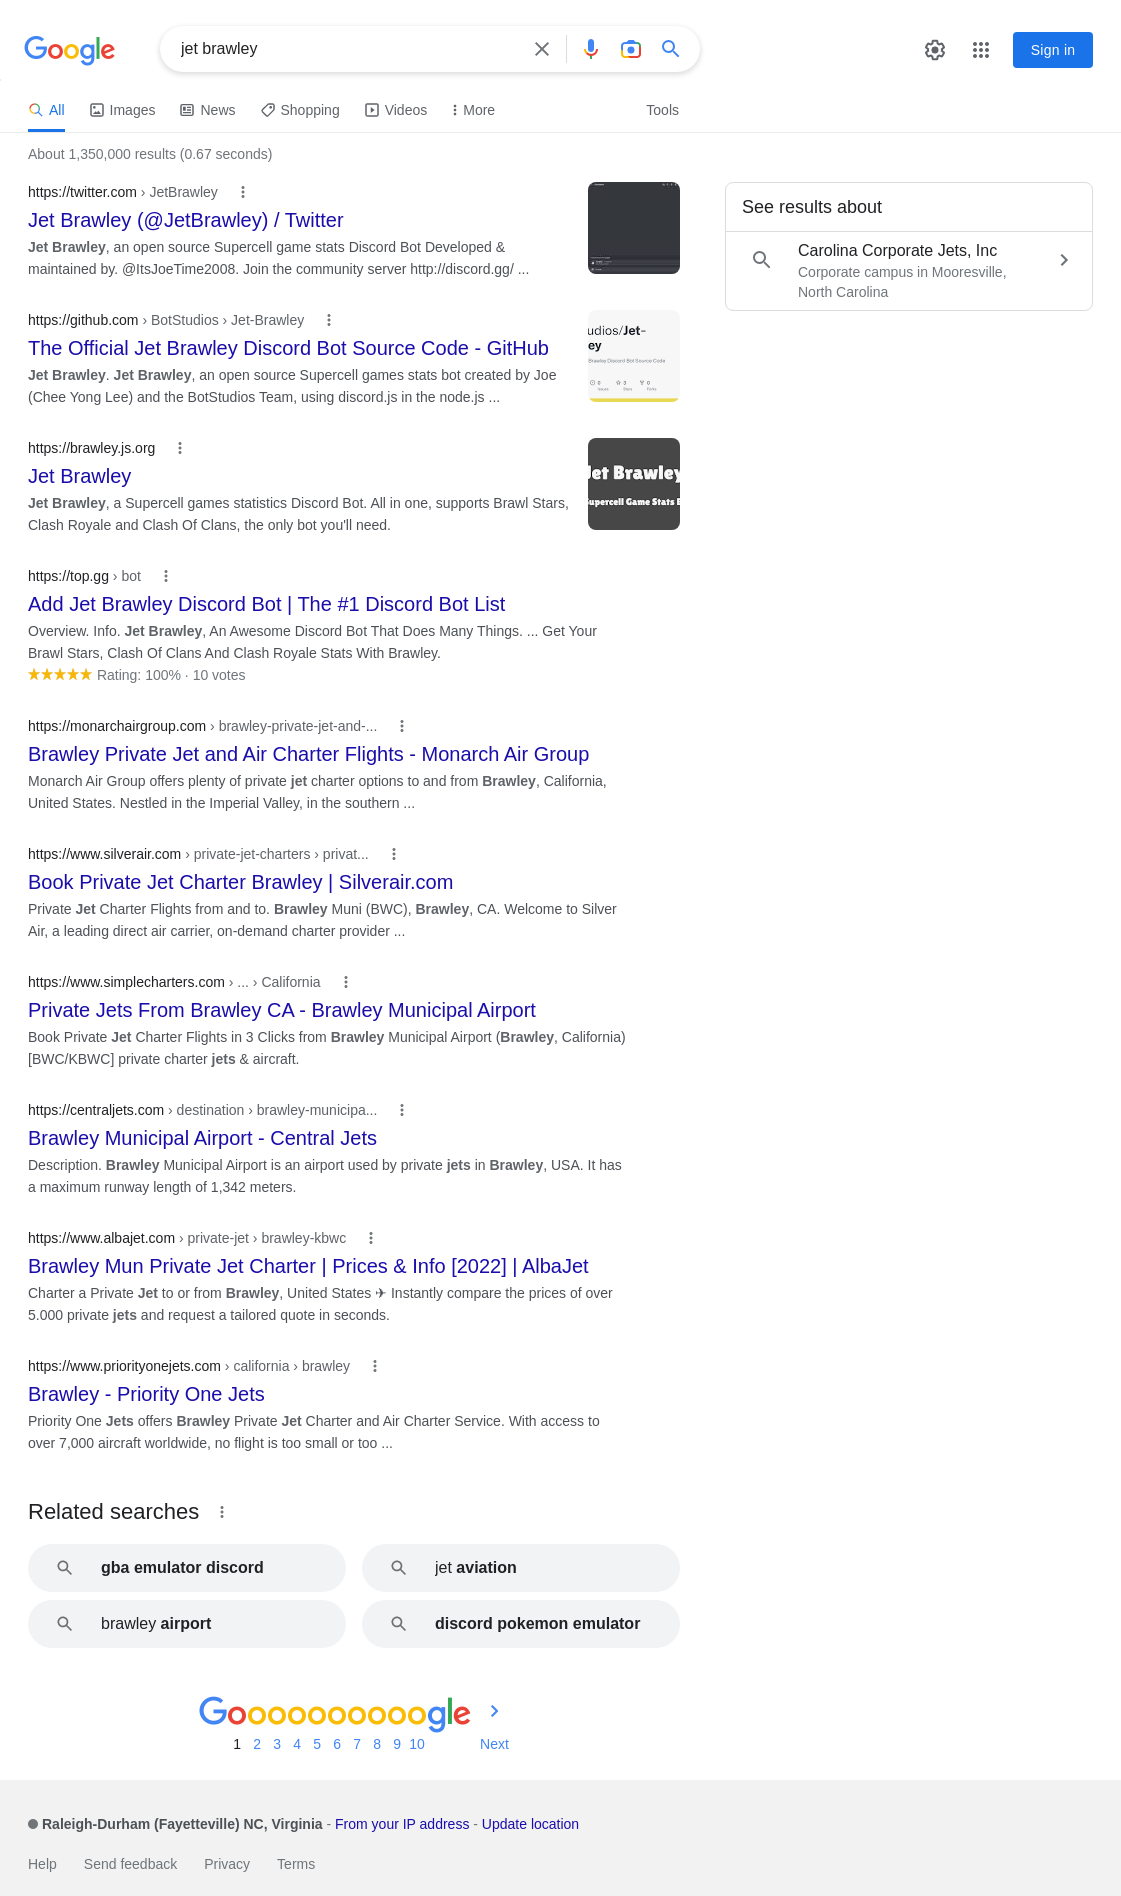 Google
jet brawley
Sign in
All
Images
News
Shopping
Videos
More
Tools
About 1,350,000 results (0.67 seconds)
https://twitter.com › JetBrawley
Jet Brawley (@JetBrawley) / Twitter
Jet Brawley, an open source Supercell game stats Discord Bot Developed &
maintained by. @ItsJoeTime2008. Join the community server http://discord.gg/ ...
See results about
Carolina Corporate Jets, Inc
Corporate campus in Mooresville,
North Carolina
https://github.com › BotStudios › Jet-Brawley
The Official Jet Brawley Discord Bot Source Code - GitHub
Jet Brawley. Jet Brawley, an open source Supercell games stats bot created by Joe
(Chee Yong Lee) and the BotStudios Team, using discord.js in the node.js ...
udios/Jet-
ey
Brawley Discord Bot Source Code
0 3 0
Issues Stars Forks
https://brawley.js.org
Jet Brawley
Jet Brawley, a Supercell games statistics Discord Bot. All in one, supports Brawl Stars,
Clash Royale and Clash Of Clans, the only bot you'll need.
Jet Brawley
Supercell Game Stats B
https://top.gg › bot
Add Jet Brawley Discord Bot | The #1 Discord Bot List
Overview. Info. Jet Brawley, An Awesome Discord Bot That Does Many Things. ... Get Your
Brawl Stars, Clash Of Clans And Clash Royale Stats With Brawley.
Rating: 100% · 10 votes
https://monarchairgroup.com › brawley-private-jet-and-...
Brawley Private Jet and Air Charter Flights - Monarch Air Group
Monarch Air Group offers plenty of private jet charter options to and from Brawley, California,
United States. Nestled in the Imperial Valley, in the southern ...
https://www.silverair.com › private-jet-charters › privat...
Book Private Jet Charter Brawley | Silverair.com
Private Jet Charter Flights from and to. Brawley Muni (BWC), Brawley, CA. Welcome to Silver
Air, a leading direct air carrier, on-demand charter provider ...
https://www.simplecharters.com › ... › California
Private Jets From Brawley CA - Brawley Municipal Airport
Book Private Jet Charter Flights in 3 Clicks from Brawley Municipal Airport (Brawley, California)
[BWC/KBWC] private charter jets & aircraft.
https://centraljets.com › destination › brawley-municipa...
Brawley Municipal Airport - Central Jets
Description. Brawley Municipal Airport is an airport used by private jets in Brawley, USA. It has
a maximum runway length of 1,342 meters.
https://www.albajet.com › private-jet › brawley-kbwc
Brawley Mun Private Jet Charter | Prices & Info [2022] | AlbaJet
Charter a Private Jet to or from Brawley, United States ✈ Instantly compare the prices of over
5.000 private jets and request a tailored quote in seconds.
https://www.priorityonejets.com › california › brawley
Brawley - Priority One Jets
Priority One Jets offers Brawley Private Jet Charter and Air Charter Service. With access to
over 7,000 aircraft worldwide, no flight is too small or too ...
Related searches
gba emulator discord
jet aviation
brawley airport
discord pokemon emulator
Goooooooooogle
1 2 3 4 5 6 7 8 9 10 Next
Raleigh-Durham (Fayetteville) NC, Virginia - From your IP address - Update location
Help Send feedback Privacy Terms